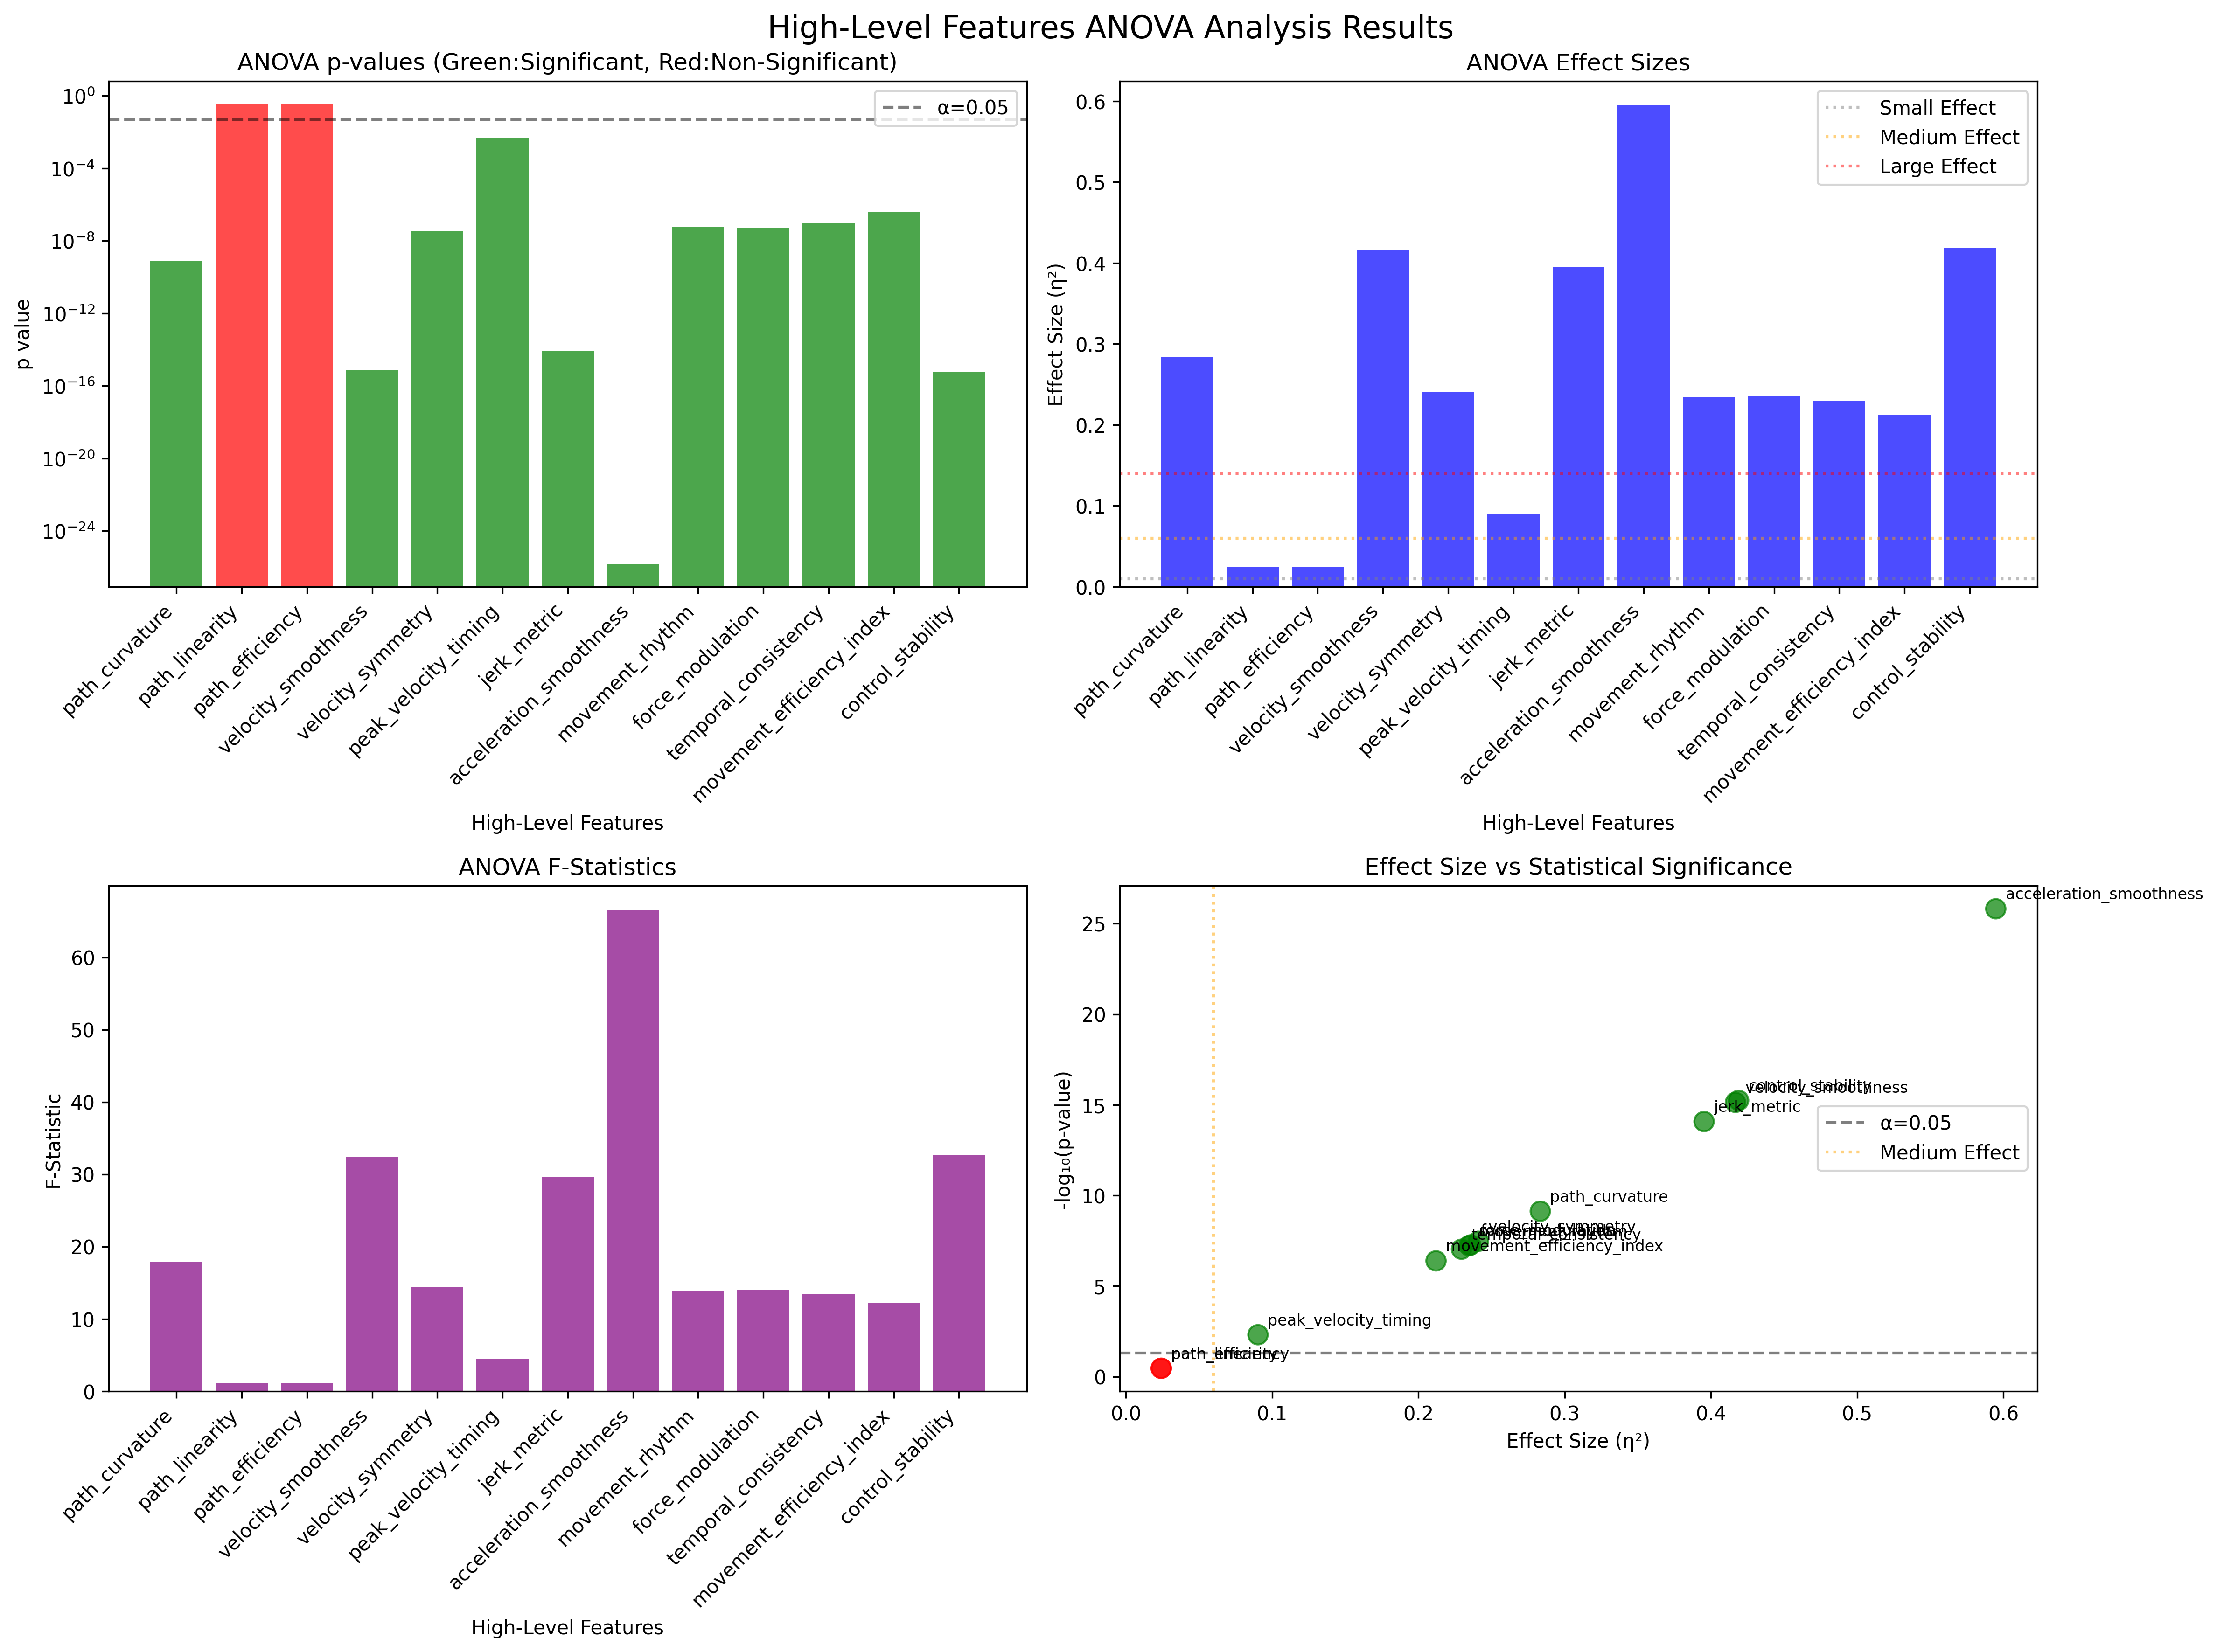 High-Level Features ANOVA Analysis Results
ANOVA p-values (Green:Significant, Red:Non-Significant)
p value
10⁰
10⁻⁴
10⁻⁸
10⁻¹²
10⁻¹⁶
10⁻²⁰
10⁻²⁴
α=0.05
path_curvature
path_linearity
path_efficiency
velocity_smoothness
velocity_symmetry
peak_velocity_timing
jerk_metric
acceleration_smoothness
movement_rhythm
force_modulation
temporal_consistency
movement_efficiency_index
control_stability
High-Level Features
ANOVA Effect Sizes
Effect Size (η²)
0.6
0.5
0.4
0.3
0.2
0.1
0.0
Small Effect
Medium Effect
Large Effect
path_curvature
path_linearity
path_efficiency
velocity_smoothness
velocity_symmetry
peak_velocity_timing
jerk_metric
acceleration_smoothness
movement_rhythm
force_modulation
temporal_consistency
movement_efficiency_index
control_stability
High-Level Features
ANOVA F-Statistics
F-Statistic
60
50
40
30
20
10
0
path_curvature
path_linearity
path_efficiency
velocity_smoothness
velocity_symmetry
peak_velocity_timing
jerk_metric
acceleration_smoothness
movement_rhythm
force_modulation
temporal_consistency
movement_efficiency_index
control_stability
High-Level Features
Effect Size vs Statistical Significance
-log₁₀(p-value)
25
20
15
10
5
0
acceleration_smoothness
control_stability
velocity_smoothness
jerk_metric
α=0.05
Medium Effect
path_curvature
velocity_symmetry
temporal_consistency
movement_efficiency_index
peak_velocity_timing
path_efficiency
0.0
0.1
0.2
0.3
0.4
0.5
0.6
Effect Size (η²)